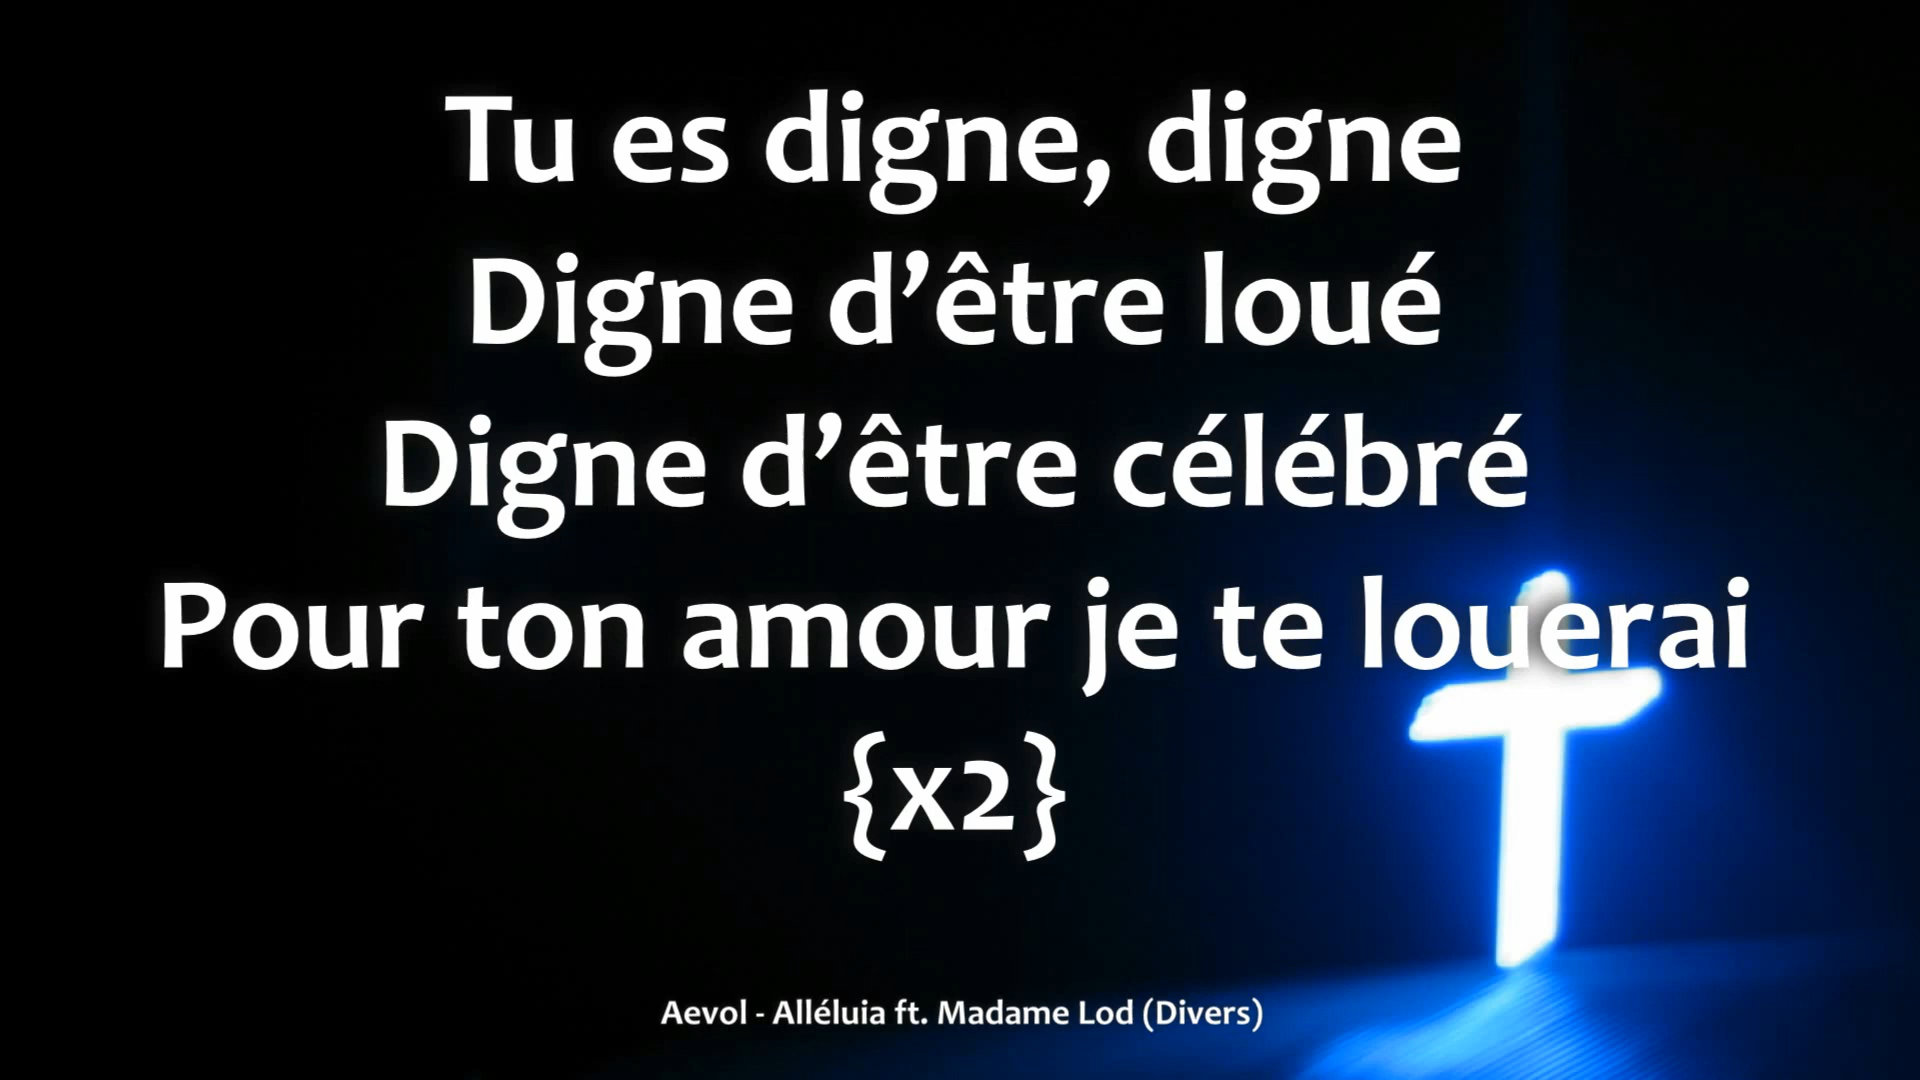 Tu es digne, digne
Digne d’être loué
Digne d’être célébré
Pour ton amour je te louerai
{x2}
Aevol - Alléluia ft. Madame Lod (Divers)